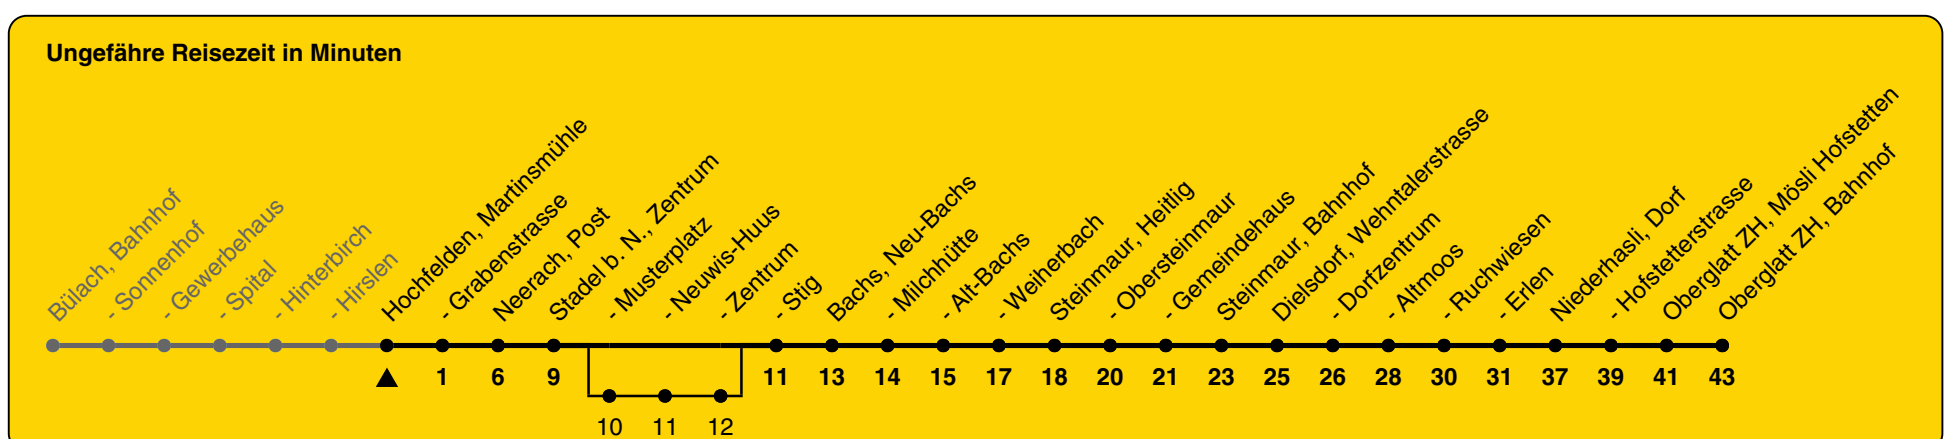 Ungefähre Reisezeit in Minuten
Bülach, Bahnhof
- Sonnenhof
- Gewerbehaus
- Spital
- Hinterbirch
- Hirslen
Hochfelden, Martinsmühle
- Grabenstrasse
Neerach, Post
Stadel b. N., Zentrum
- Musterplatz
- Neuwis-Huus
- Zentrum
- Stig
Bachs, Neu-Bachs
- Milchhütte
- Alt-Bachs
- Weiherbach
Steinmaur, Heitlig
- Obersteinmaur
- Gemeindehaus
Steinmaur, Bahnhof
Dielsdorf, Wehntalerstrasse
- Dorfzentrum
- Altmoos
- Ruchwiesen
- Erlen
Niederhasli, Dorf
- Hofstetterstrasse
Oberglatt ZH, Mösli Hofstetten
Oberglatt ZH, Bahnhof
1 6 9 11 13 14 15 17 18 20 21 23 25 26 28 30 31 37 39 41 43
10 11 12